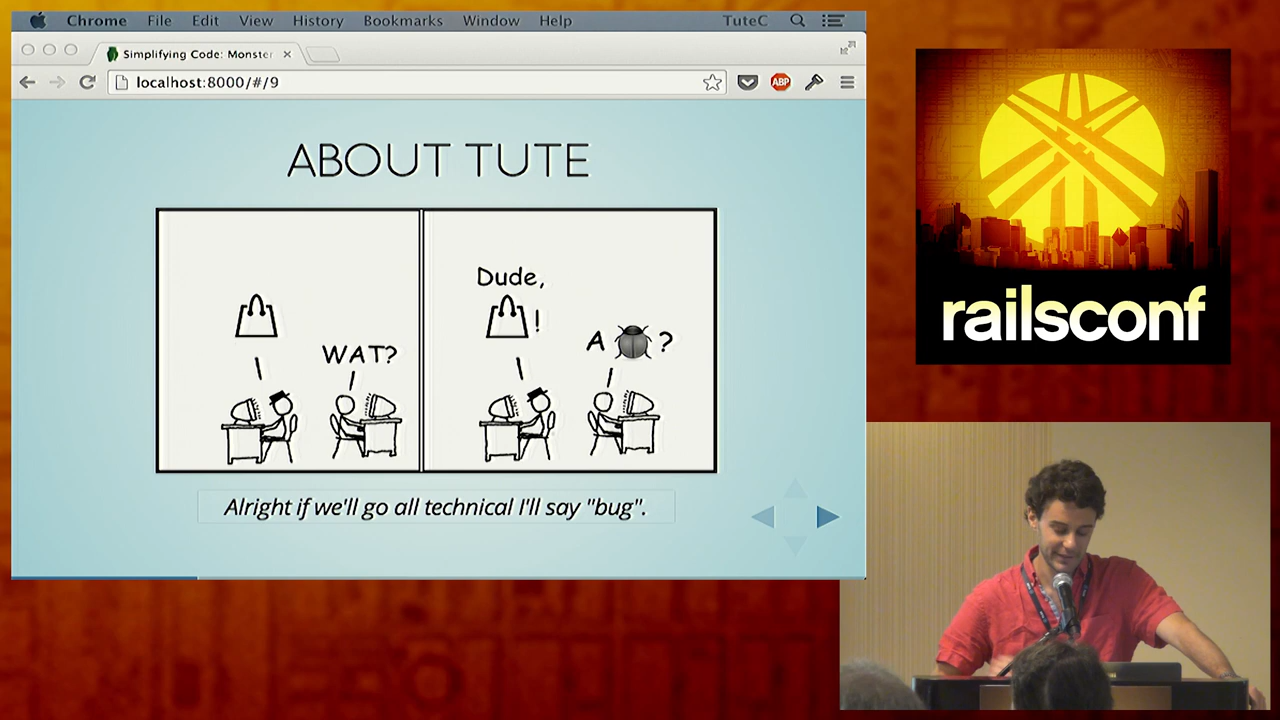 Chrome File Edit View History Bookmarks Window Help TuteC
Simplifying Code: Monster
localhost:8000/#/9
ABP
ABOUT TUTE
WAT?
Dude,
!
A ?
Alright if we'll go all technical I'll say "bug".
railsconf